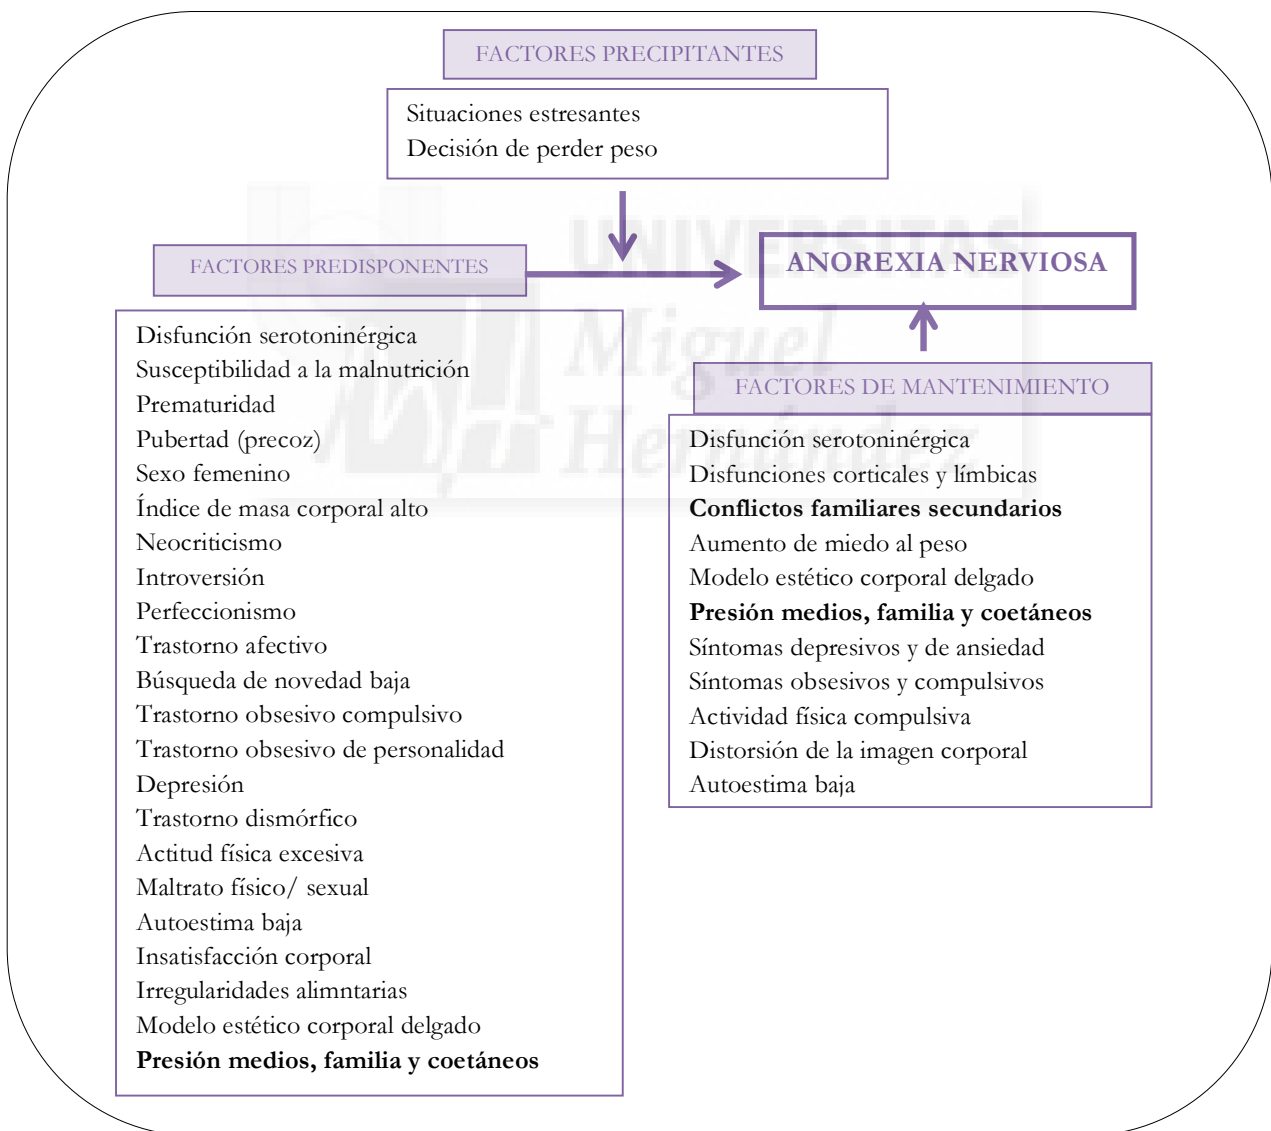 FACTORES PRECIPITANTES
Situaciones estresantes
Decisión de perder peso
FACTORES PREDISPONENTES
Disfunción serotoninérgica
Susceptibilidad a la malnutrición
Prematuridad
Pubertad (precoz)
Sexo femenino
Índice de masa corporal alto
Neocriticismo
Introversión
Perfeccionismo
Trastorno afectivo
Búsqueda de novedad baja
Trastorno obsesivo compulsivo
Trastorno obsesivo de personalidad
Depresión
Trastorno dismórfico
Actitud física excesiva
Maltrato físico/ sexual
Autoestima baja
Insatisfacción corporal
Irregularidades alimntarias
Modelo estético corporal delgado
Presión medios, familia y coetáneos
ANOREXIA NERVIOSA
FACTORES DE MANTENIMIENTO
Disfunción serotoninérgica
Disfunciones corticales y límbicas
Conflictos familiares secundarios
Aumento de miedo al peso
Modelo estético corporal delgado
Presión medios, familia y coetáneos
Síntomas depresivos y de ansiedad
Síntomas obsesivos y compulsivos
Actividad física compulsiva
Distorsión de la imagen corporal
Autoestima baja
UNIVERSITAS
Miguel
Hernández